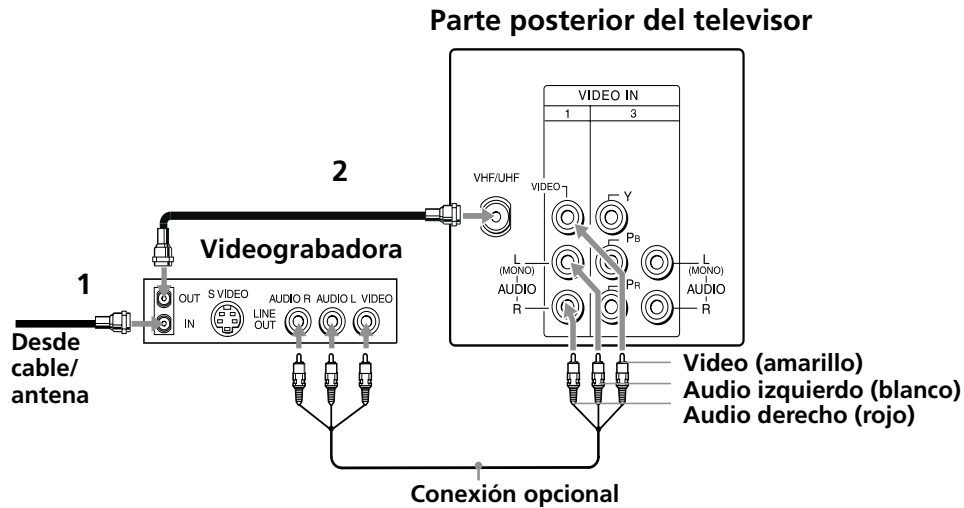 Parte posterior del televisor
VIDEO IN
1 3
2
VHF/UHF
VIDEO
Y
PB
L
(MONO)
AUDIO
R
PR
L
(MONO)
AUDIO
R
Videograbadora
1
OUT
IN
S VIDEO
AUDIO R AUDIO L VIDEO
LINE
OUT
Desde
cable/
antena
Video (amarillo)
Audio izquierdo (blanco)
Audio derecho (rojo)
Conexión opcional